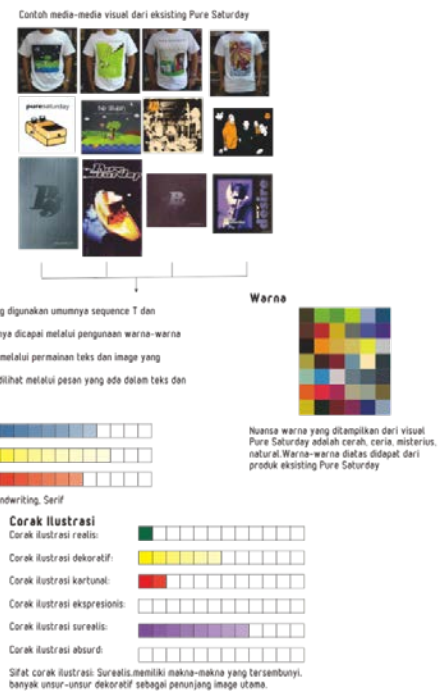 Contoh media-media visual dari eksisting Pure Saturday
puresaturday
Pure
Saturday
desire
g digunakan umumnya sequence T dan
nya dicapai melalui pengunaan warna-warna
melalui permainan teks dan image yang
dilihat melalui pesan yang ada dalam teks dan
Warna
Nuansa warna yang ditampilkan dari visual
Pure Saturday adalah cerah, ceria, misterius,
natural.Warna-warna diatas didapat dari
produk eksisting Pure Saturday
ndwriting, Serif
Corak Ilustrasi
Corak ilustrasi realis:
Corak ilustrasi dekoratif:
Corak ilustrasi kartunal:
Corak ilustrasi ekspresionis:
Corak ilustrasi surealis:
Corak ilustrasi absurd:
Sifat corak ilustrasi: Surealis.memiliki makna-makna yang tersembunyi.
banyak unsur-unsur dekoratif sebagai penunjang image utama.